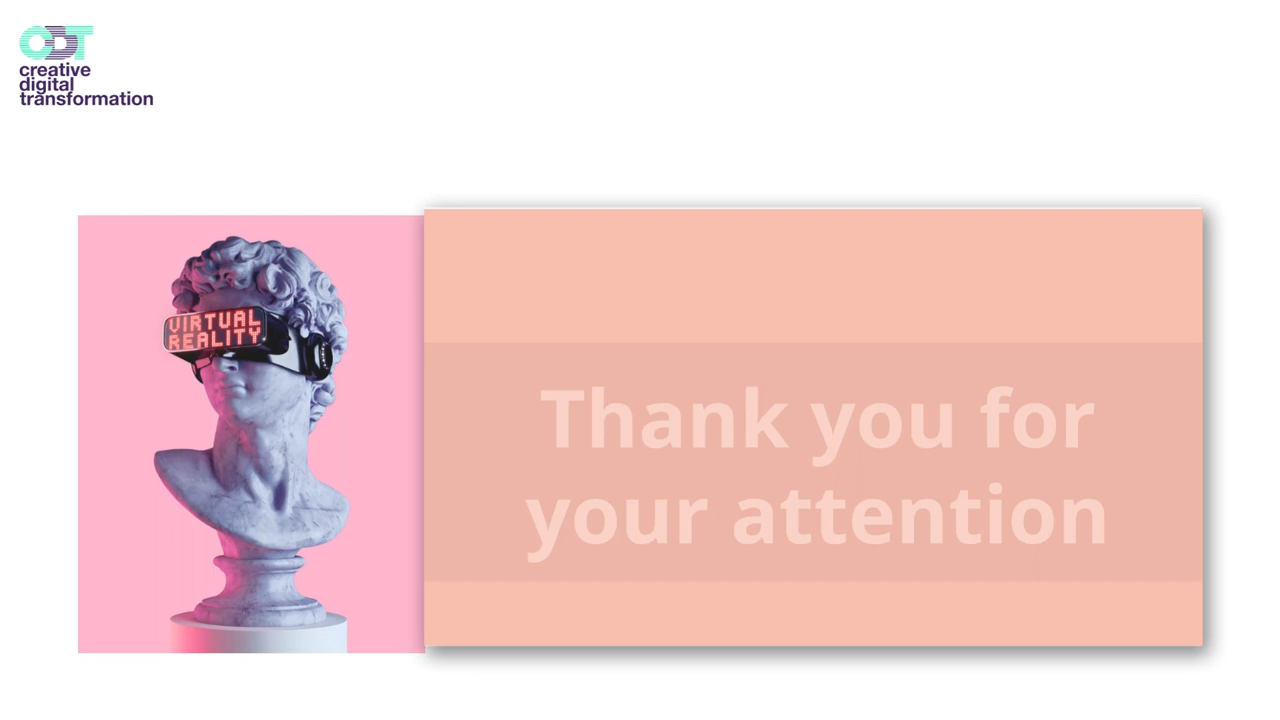 CDT
creative
digital
transformation
VIRTUAL
REALITY
Thank you for
your attention